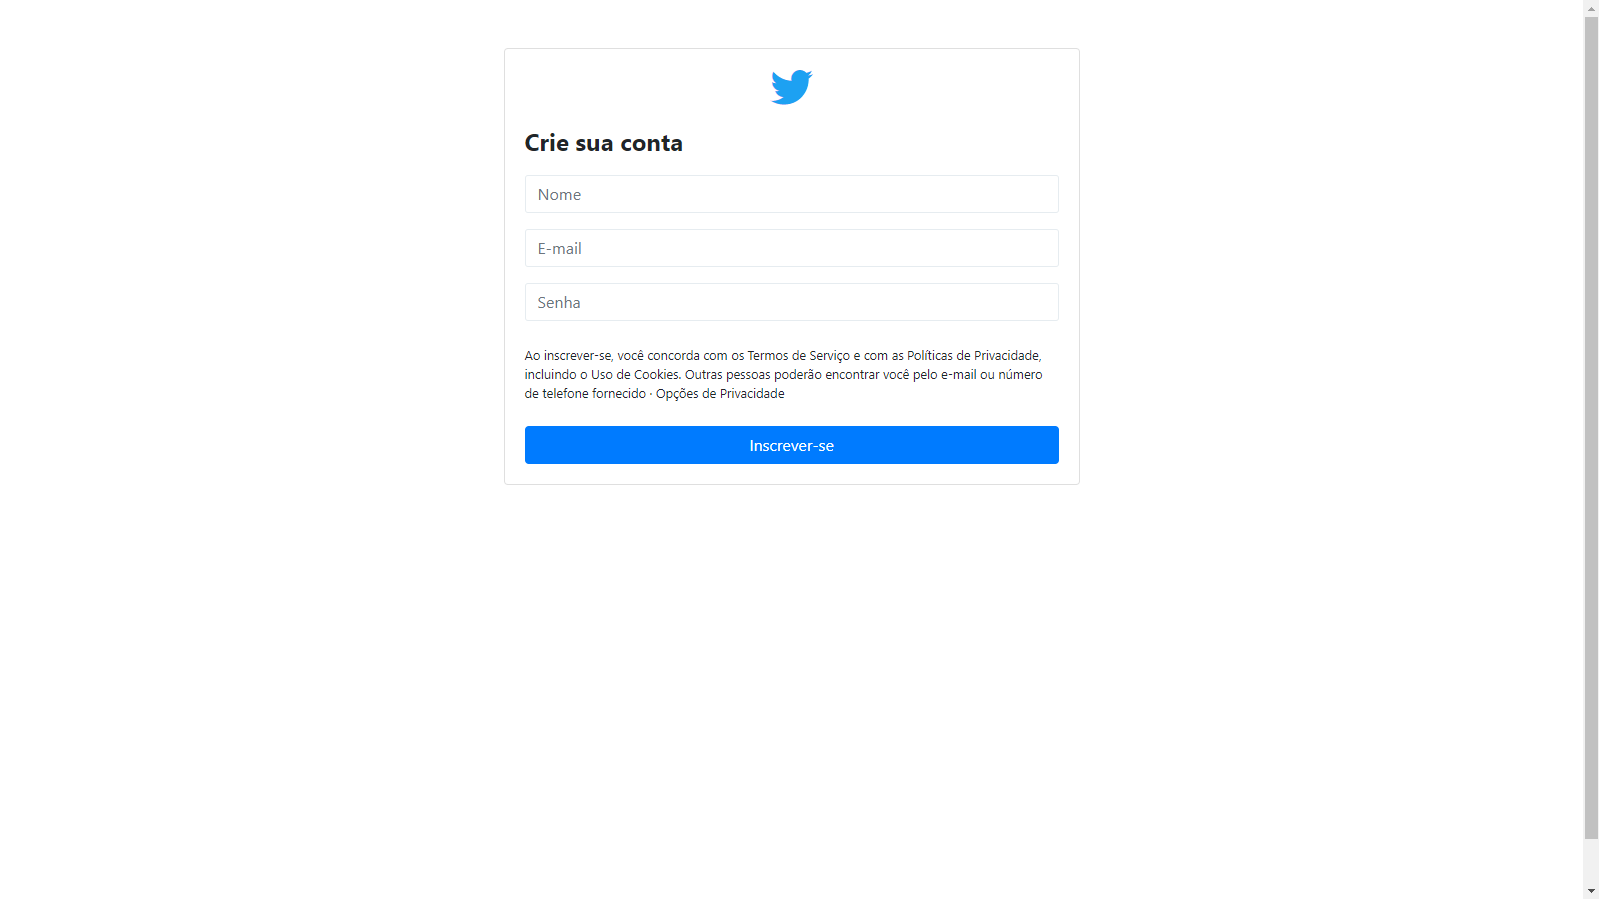 Crie sua conta
Nome
E-mail
Senha
Ao inscrever-se, você concorda com os Termos de Serviço e com as Políticas de Privacidade,
incluindo o Uso de Cookies. Outras pessoas poderão encontrar você pelo e-mail ou número
de telefone fornecido · Opções de Privacidade
Inscrever-se